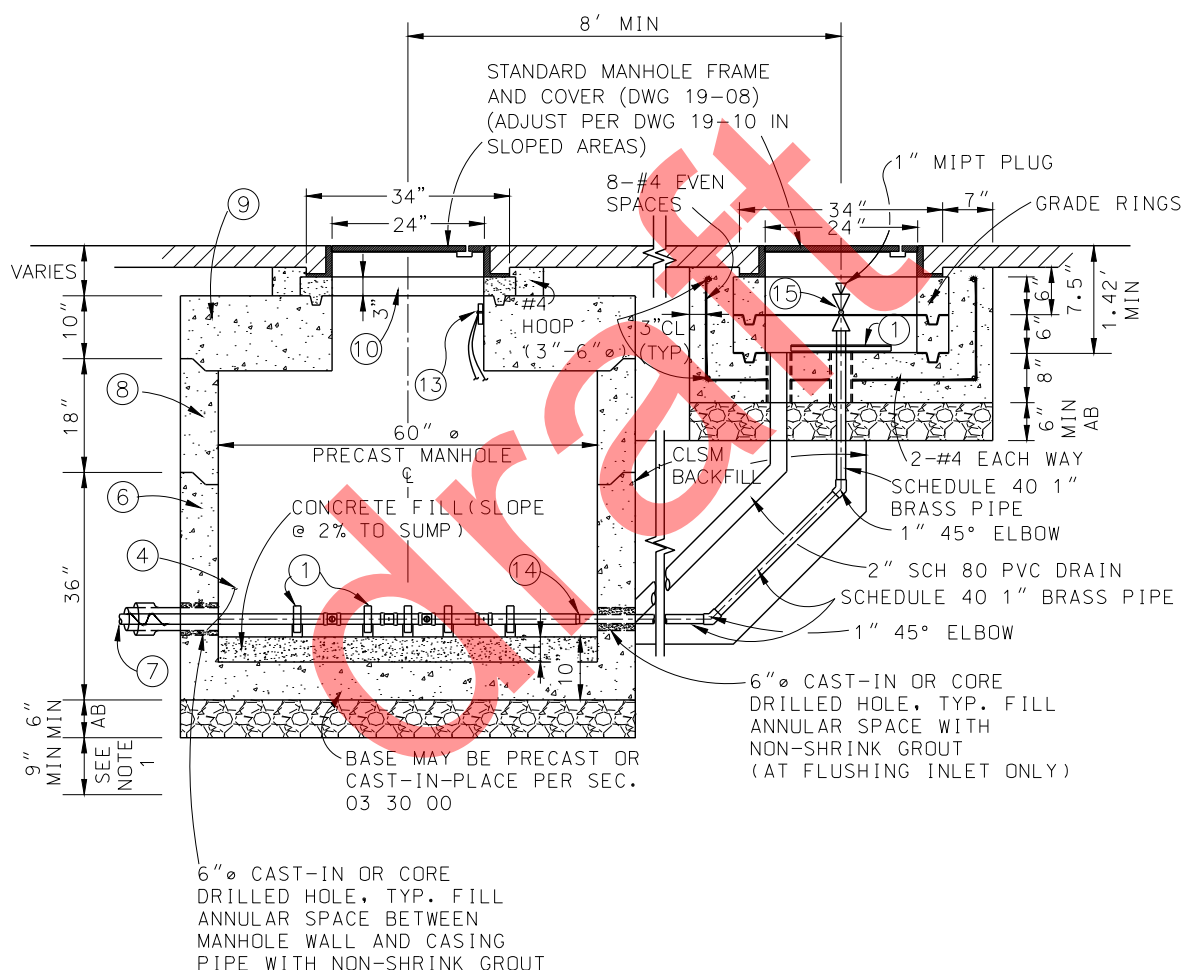 8' MIN
STANDARD MANHOLE FRAME
AND COVER (DWG 19-08)
(ADJUST PER DWG 19-10 IN
SLOPED AREAS)
1" MIPT PLUG
8-#4 EVEN
SPACES
34"
24"
34"
24"
7"
GRADE RINGS
9
VARIES
10"
18"
36"
6" MIN
AB
9" MIN
SEE
NOTE
1
3"
10
#4
HOOP
(3"-6"⌀)
13
3"CL
(TYP)
15
1
6"
6"
8"
6"
MIN
AB
7.5"
1.42'
MIN
8
60" ⌀
PRECAST MANHOLE
℄
CLSM
BACKFILL
2-#4 EACH WAY
SCHEDULE 40 1"
BRASS PIPE
1" 45° ELBOW
6
CONCRETE FILL(SLOPE
@ 2% TO SUMP)
4
1
14
2" SCH 80 PVC DRAIN
SCHEDULE 40 1" BRASS PIPE
1" 45° ELBOW
7
4"
10"
6"⌀ CAST-IN OR CORE
DRILLED HOLE, TYP. FILL
ANNULAR SPACE WITH
NON-SHRINK GROUT
(AT FLUSHING INLET ONLY)
BASE MAY BE PRECAST OR
CAST-IN-PLACE PER SEC.
03 30 00
6"⌀ CAST-IN OR CORE
DRILLED HOLE, TYP. FILL
ANNULAR SPACE BETWEEN
MANHOLE WALL AND CASING
PIPE WITH NON-SHRINK GROUT
draft